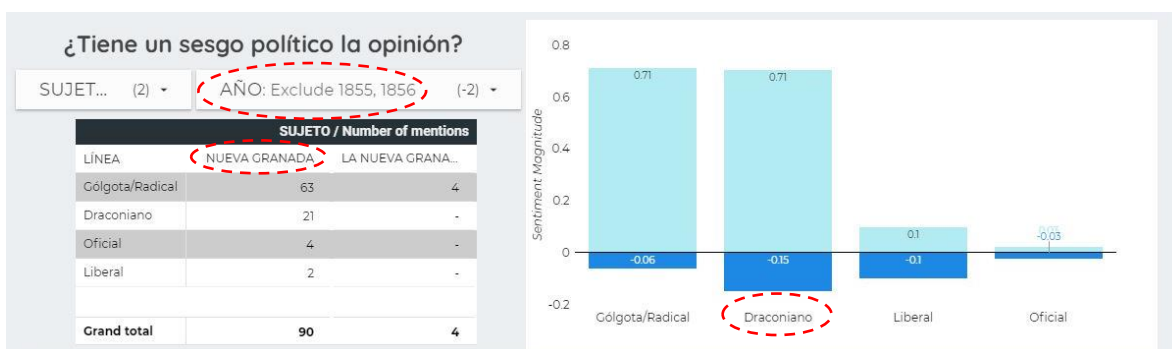 ¿Tiene un sesgo político la opinión?
SUJET... (2)
AÑO: Exclude 1855, 1856 (-2)
SUJETO / Number of mentions
LÍNEA NUEVA GRANADA LA NUEVA GRANA...
Gólgota/Radical 63 4
Draconiano 21 -
Oficial 4 -
Liberal 2 -
Grand total 90 4
Sentiment Magnitude
0.8
0.6
0.4
0.2
0
-0.2
0.71 0.71 0.1
-0.06 -0.15 -0.1 -0.03
Gólgota/Radical Draconiano Liberal Oficial